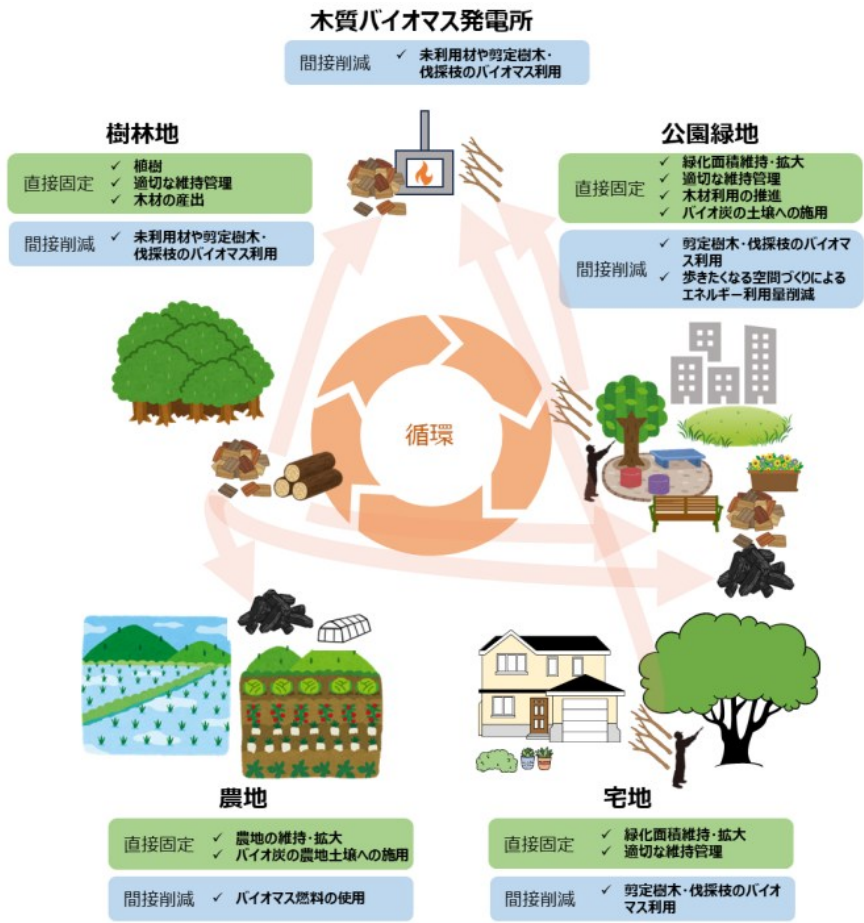 木質バイオマス発電所
間接削減
✓ 未利用材や剪定樹木・
伐採枝のバイオマス利用
樹林地
直接固定
✓ 植樹
✓ 適切な維持管理
✓ 木材の産出
間接削減
✓ 未利用材や剪定樹木・
伐採枝のバイオマス利用
公園緑地
直接固定
✓ 緑化面積維持・拡大
✓ 適切な維持管理
✓ 木材利用の推進
✓ バイオ炭の土壌への施用
間接削減
✓ 剪定樹木・伐採枝のバイオマ
ス利用
✓ 歩きたくなる空間づくりによる
エネルギー利用量削減
循環
農地
直接固定
✓ 農地の維持・拡大
✓ バイオ炭の農地土壌への施用
間接削減
✓ バイオマス燃料の使用
宅地
直接固定
✓ 緑化面積維持・拡大
✓ 適切な維持管理
間接削減
✓ 剪定樹木・伐採枝のバイオ
マス利用